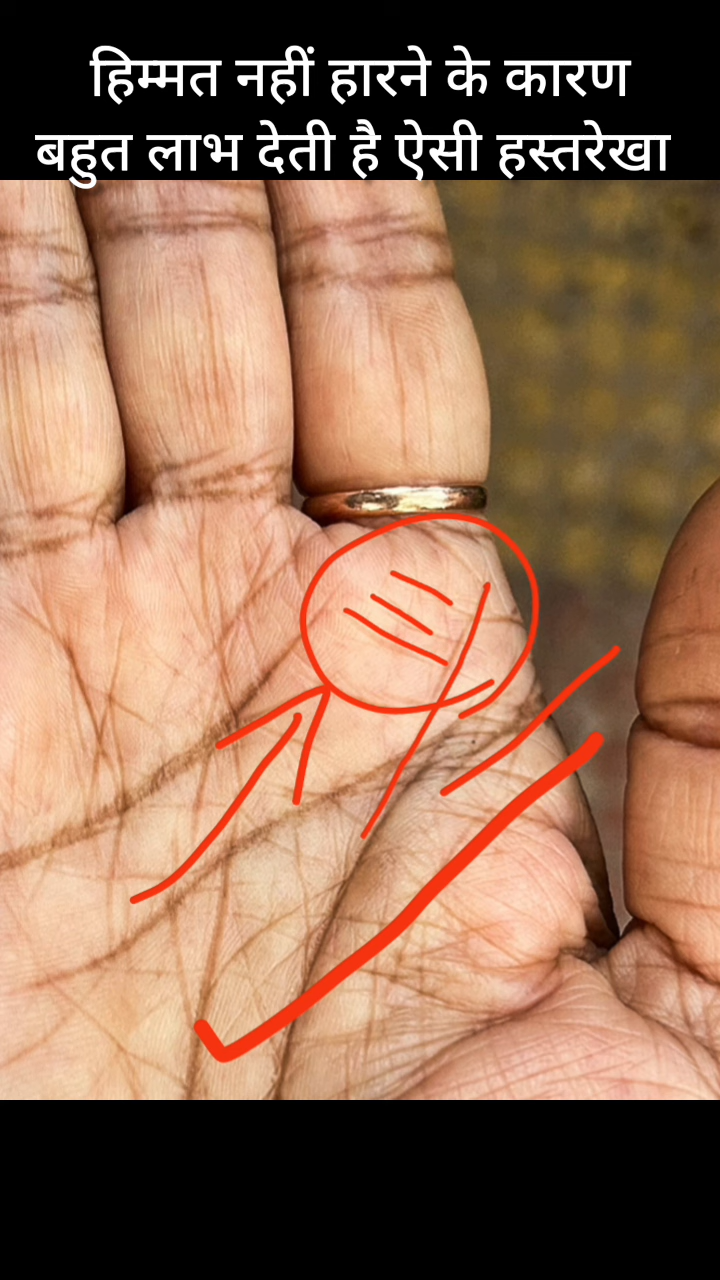 हिम्मत नहीं हारने के कारण
बहुत लाभ देती है ऐसी हस्तरेखा